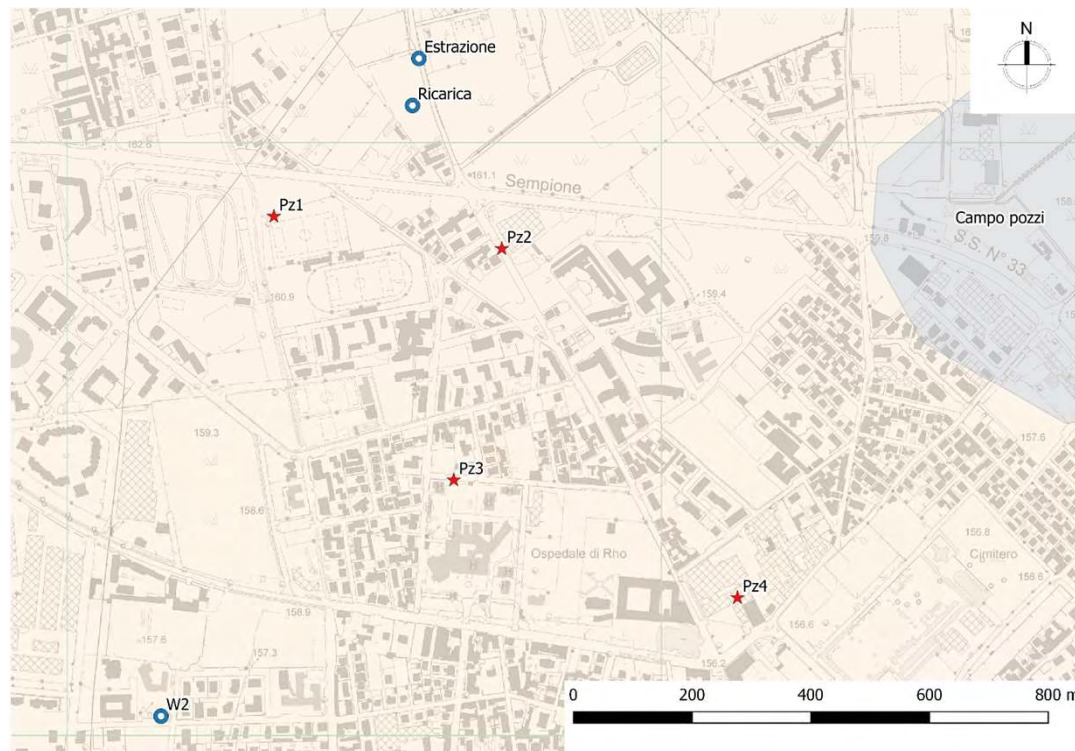 Estrazione
N
Ricarica
162.6
161.1
Sempione
Pz1
Campo pozzi
Pz2
159.8
S.S. N° 33
160.9
159.4
159.3
157.6
Pz3
158.6
156.8
Ospedale di Rho
Cimitero
156.6
Pz4
158.9
156.6
157.6
157.3
156.2
W2
0 200 400 600 800 m